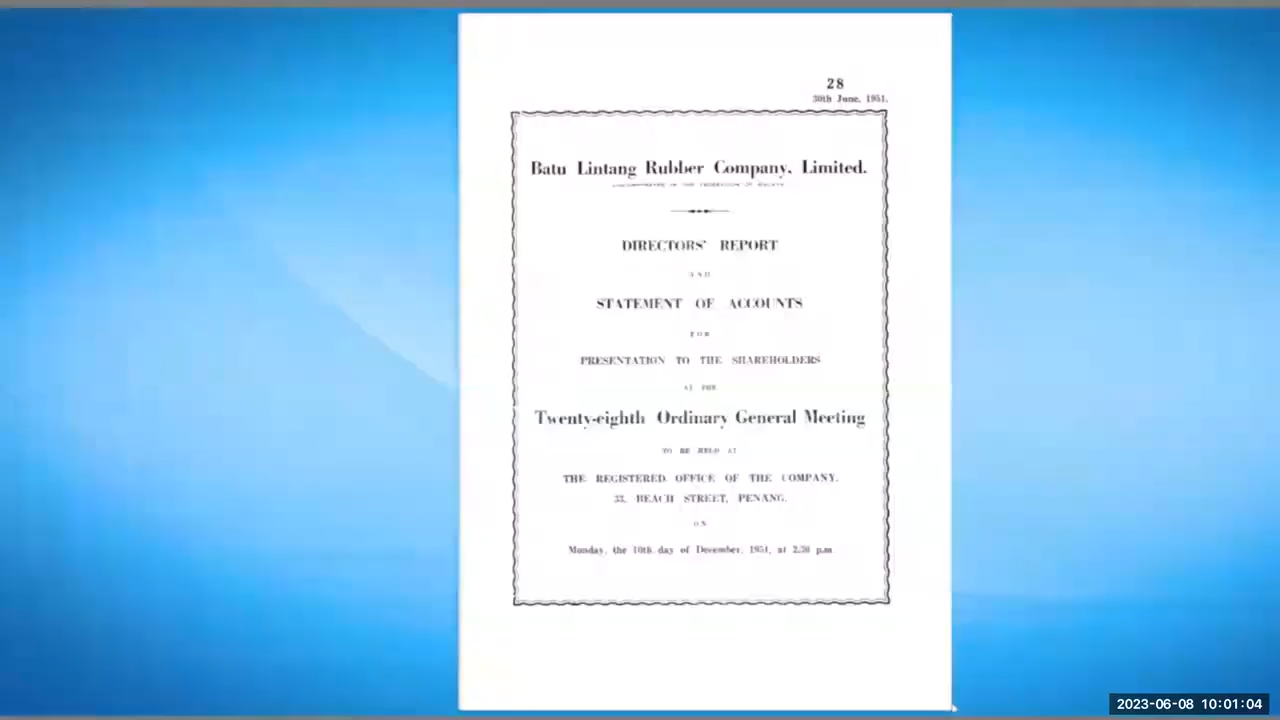 28
30th June, 1951.
Batu Lintang Rubber Company, Limited.
DIRECTORS' REPORT
AND
STATEMENT OF ACCOUNTS
FOR
PRESENTATION TO THE SHAREHOLDERS
AT THE
Twenty-eighth Ordinary General Meeting
TO BE HELD AT
THE REGISTERED OFFICE OF THE COMPANY,
33, BEACH STREET, PENANG.
ON
Monday, the 10th day of December, 1951, at 2.30 p.m.
2023-06-08 10:01:04